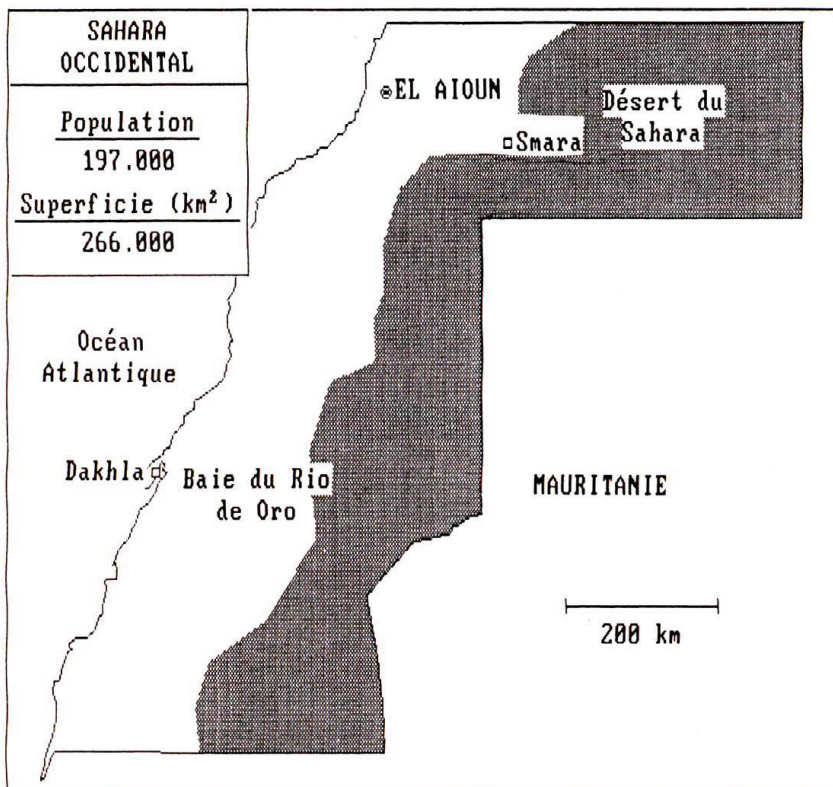 SAHARA
OCCIDENTAL
Population
197.000
Superficie (km²)
266.000
EL AIOUN
Désert du
Sahara
Smara
Océan
Atlantique
Dakhla
Baie du Rio
de Oro
MAURITANIE
200 km